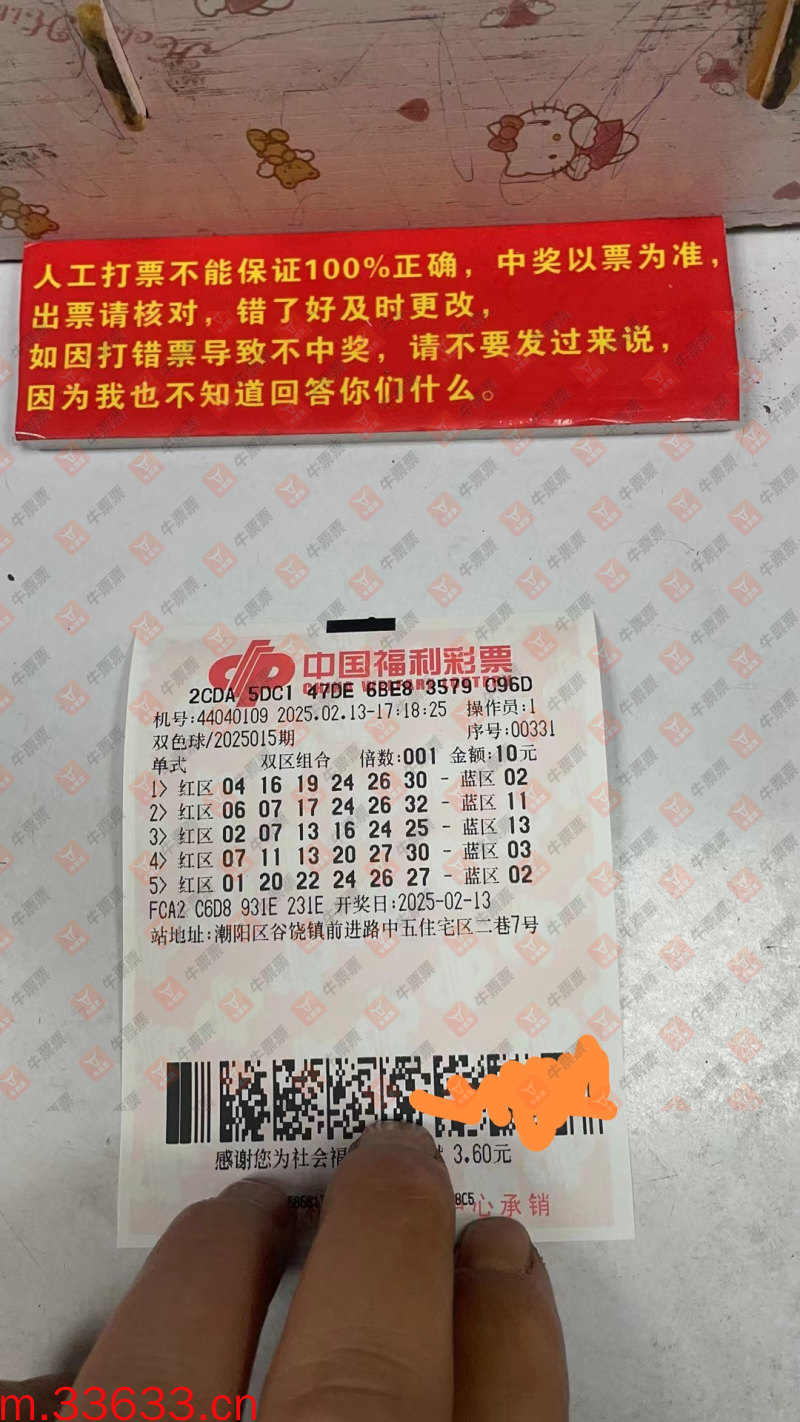 人工打票不能保证100%正确，中奖以票为准，
出票请核对，错了好及时更改，
如因打错票导致不中奖，请不要发过来说，
因为我也不知道回答你们什么。
中国福利彩票
CHINA WELFARE LOTTERY
2CDA 5DC1 47DE 6BE8 3579 C96D
机号:44040109 2025.02.13-17:18:25 操作员:1
双色球/2025015期 序号:00331
单式 双区组合 倍数:001 金额:10元
1> 红区 04 16 19 24 26 30 - 蓝区 02
2> 红区 06 07 17 24 26 32 - 蓝区 11
3> 红区 02 07 13 16 24 25 - 蓝区 13
4> 红区 07 11 13 20 27 30 - 蓝区 03
5> 红区 01 20 22 24 26 27 - 蓝区 02
FCA2 C6D8 931E 231E 开奖日:2025-02-13
站地址:潮阳区谷饶镇前进路中五住宅区二巷7号
感谢您为社会福 3.60元
心承销
牛票票
m.33633.cn